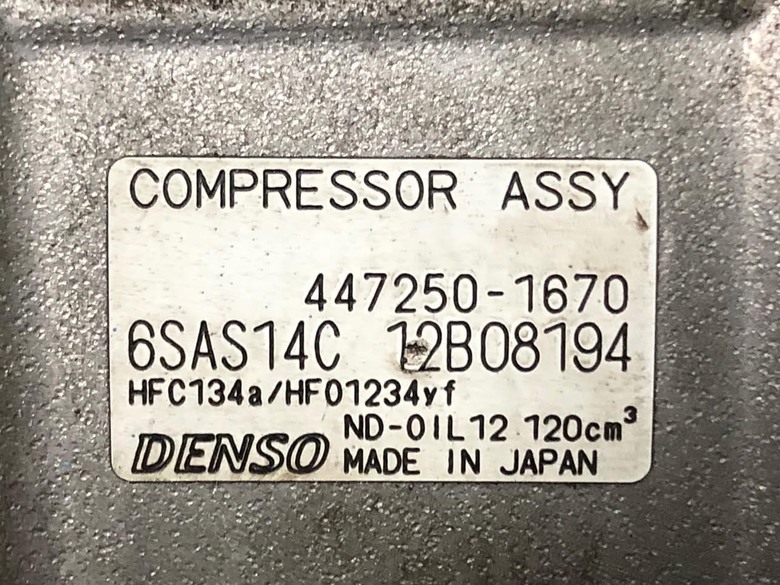 COMPRESSOR ASSY
447250-1670
6SAS14C 12B08194
HFC134a/HFO1234yf
ND-OIL12 120cm³
DENSO MADE IN JAPAN